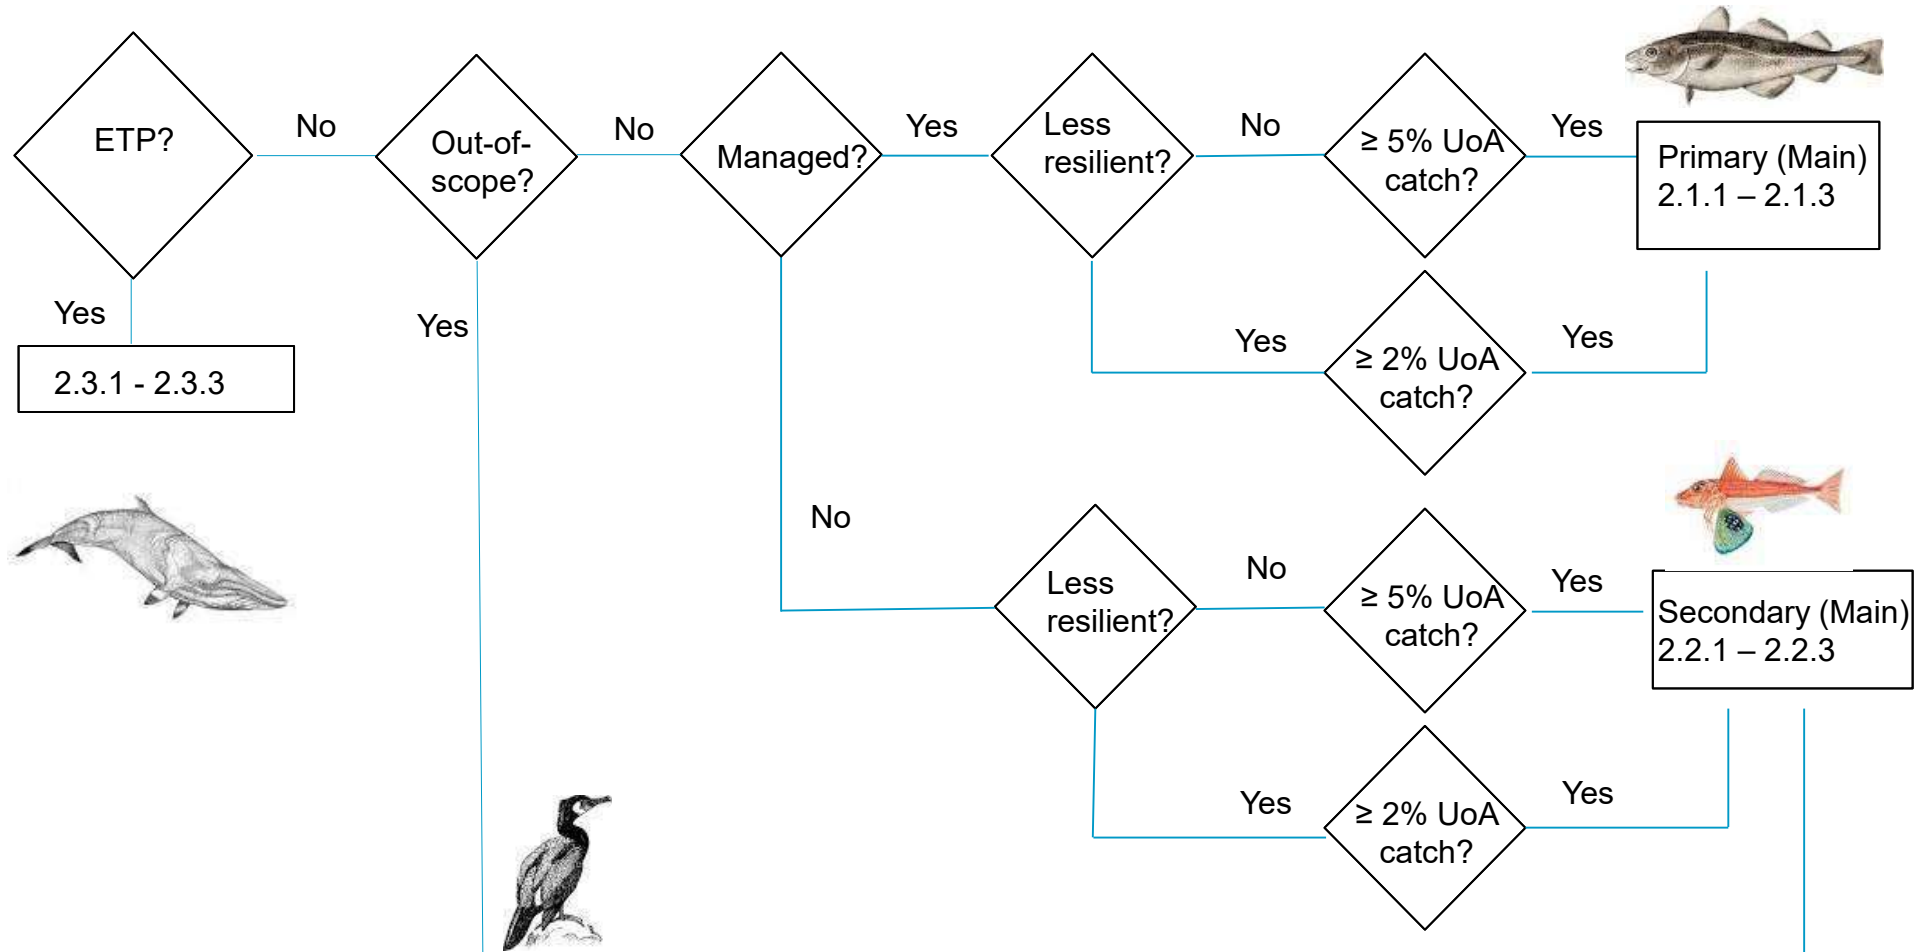 ETP?
No
Out-of-
scope?
No
Managed?
Yes
Less
resilient?
No
≥ 5% UoA
catch?
Yes
Primary (Main)
2.1.1 – 2.1.3
Yes
2.3.1 - 2.3.3
Yes
Yes
≥ 2% UoA
catch?
Yes
No
Less
resilient?
No
≥ 5% UoA
catch?
Yes
Secondary (Main)
2.2.1 – 2.2.3
Yes
≥ 2% UoA
catch?
Yes